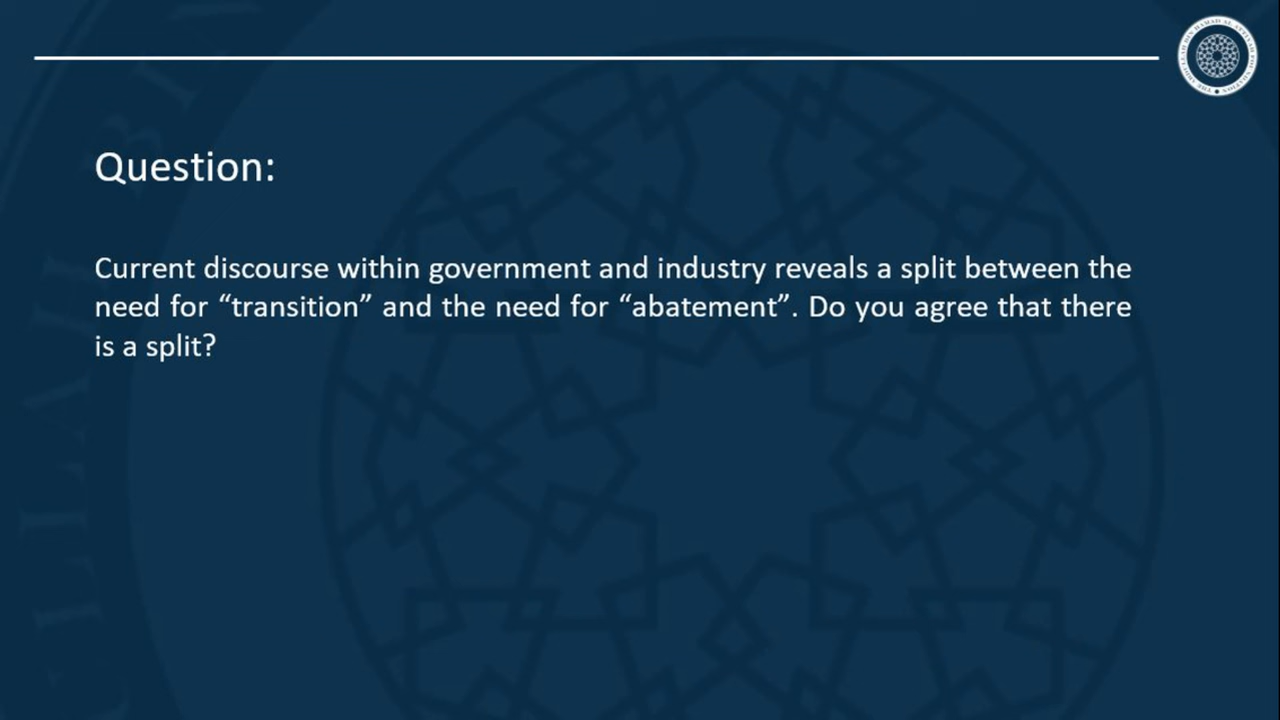 Question:
Current discourse within government and industry reveals a split between the
need for “transition” and the need for “abatement”. Do you agree that there
is a split?